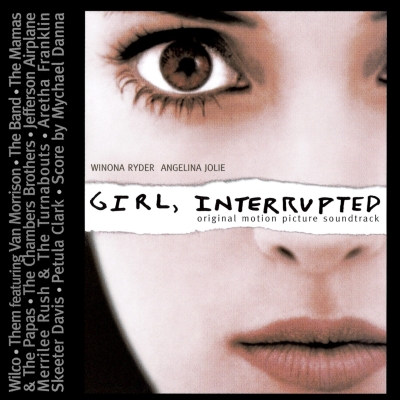 Wilco • Them featuring Van Morrison • The Band • The Mamas
& The Papas • The Chambers Brothers • Jefferson Airplane
Merrilee Rush & The Turnabouts • Aretha Franklin
Skeeter Davis • Petula Clark • Score by Mychael Danna
WINONA RYDER ANGELINA JOLIE
GIRL, INTERRUPTED
original motion picture soundtrack